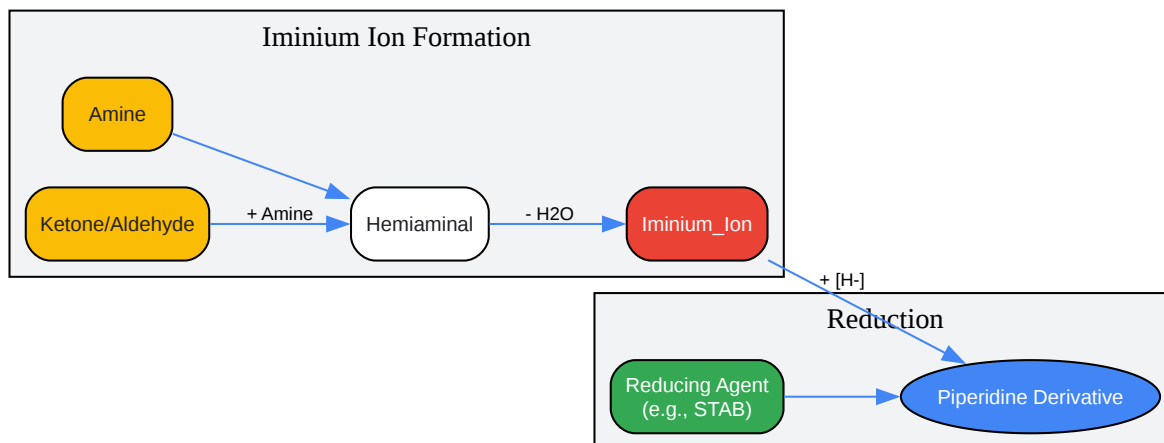 Iminium Ion Formation
Amine
Ketone/Aldehyde
+ Amine
Hemiaminal
- H2O
Iminium_Ion
+ [H-]
Reduction
Reducing Agent
(e.g., STAB)
Piperidine Derivative